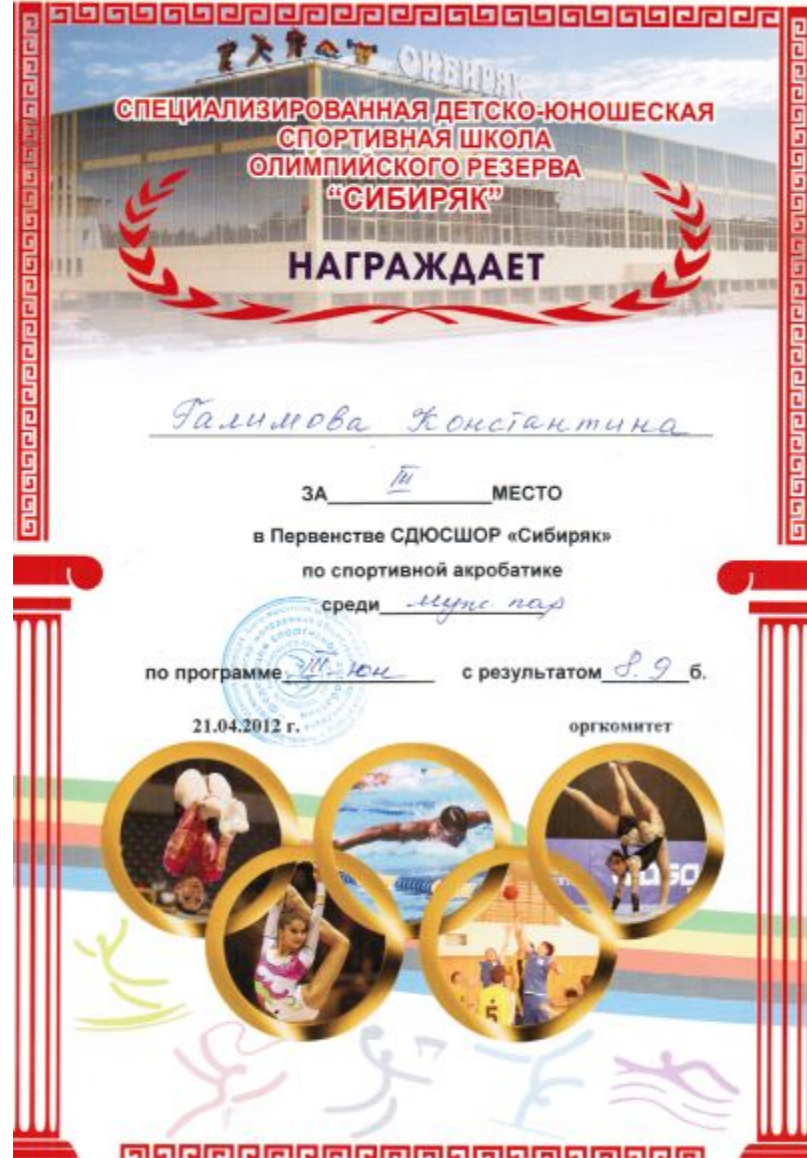 СИБИРЯК
СПЕЦИАЛИЗИРОВАННАЯ ДЕТСКО-ЮНОШЕСКАЯ
СПОРТИВНАЯ ШКОЛА
ОЛИМПИЙСКОГО РЕЗЕРВА
“СИБИРЯК”
НАГРАЖДАЕТ
Галимова Константина
ЗА III МЕСТО
в Первенстве СДЮСШОР «Сибиряк»
по спортивной акробатике
среди муж. пар
по программе III юн с результатом 8.9 б.
21.04.2012 г. оргкомитет
5